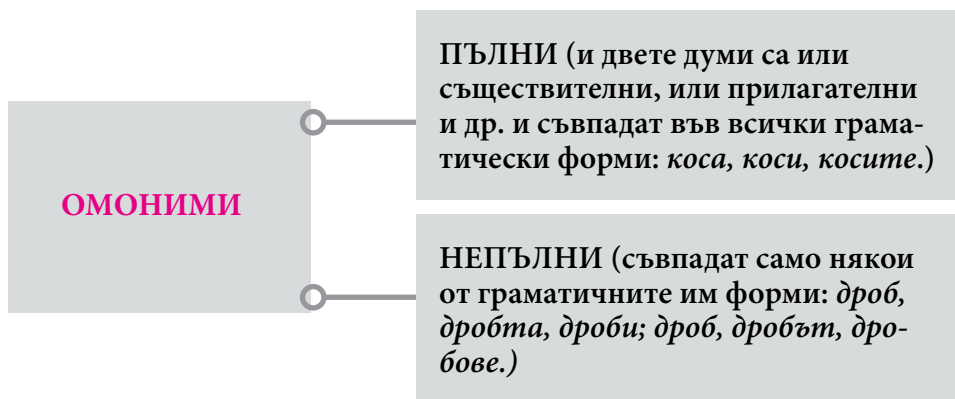 ОМОНИМИ
ПЪЛНИ (и двете думи са или
съществителни, или прилагателни
и др. и съвпадат във всички грама-
тически форми: коса, коси, косите.)
НЕПЪЛНИ (съвпадат само някои
от граматичните им форми: дроб,
дробта, дроби; дроб, дробът, дро-
бове.)